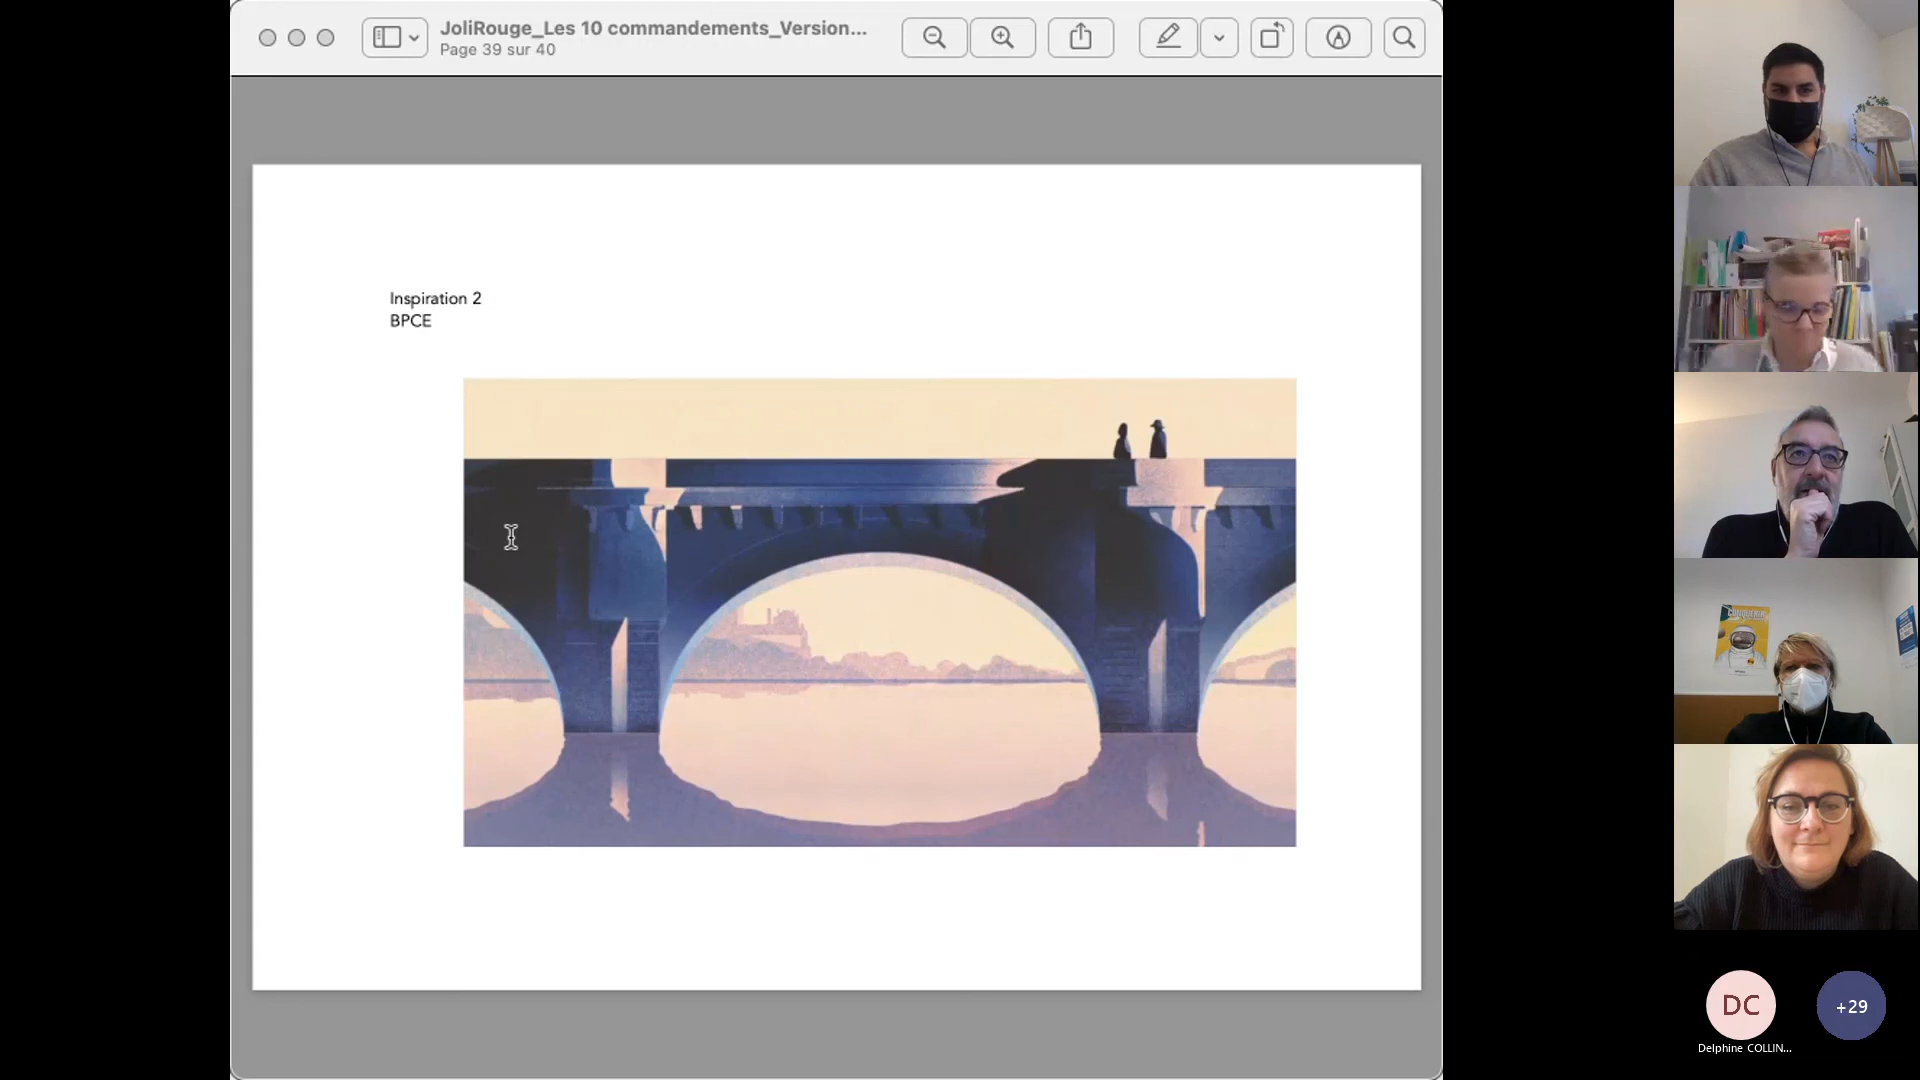 JoliRouge_Les 10 commandements_Version...
Page 39 sur 40
Inspiration 2
BPCE
DC
+29
Delphine COLLIN...